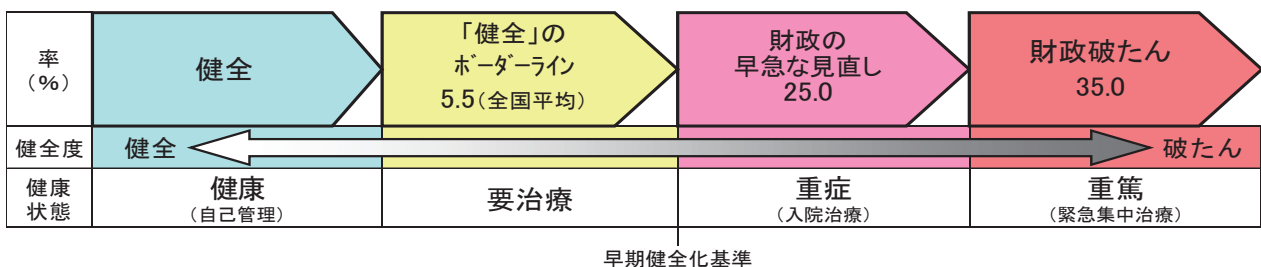 率
（%）
健全
「健全」の
ﾎﾞｰﾀﾞｰライン
5.5（全国平均）
財政の
早急な見直し
25.0
財政破たん
35.0
健全度
健全
破たん
健康
状態
健康
（自己管理）
要治療
重症
（入院治療）
重篤
（緊急集中治療）
早期健全化基準